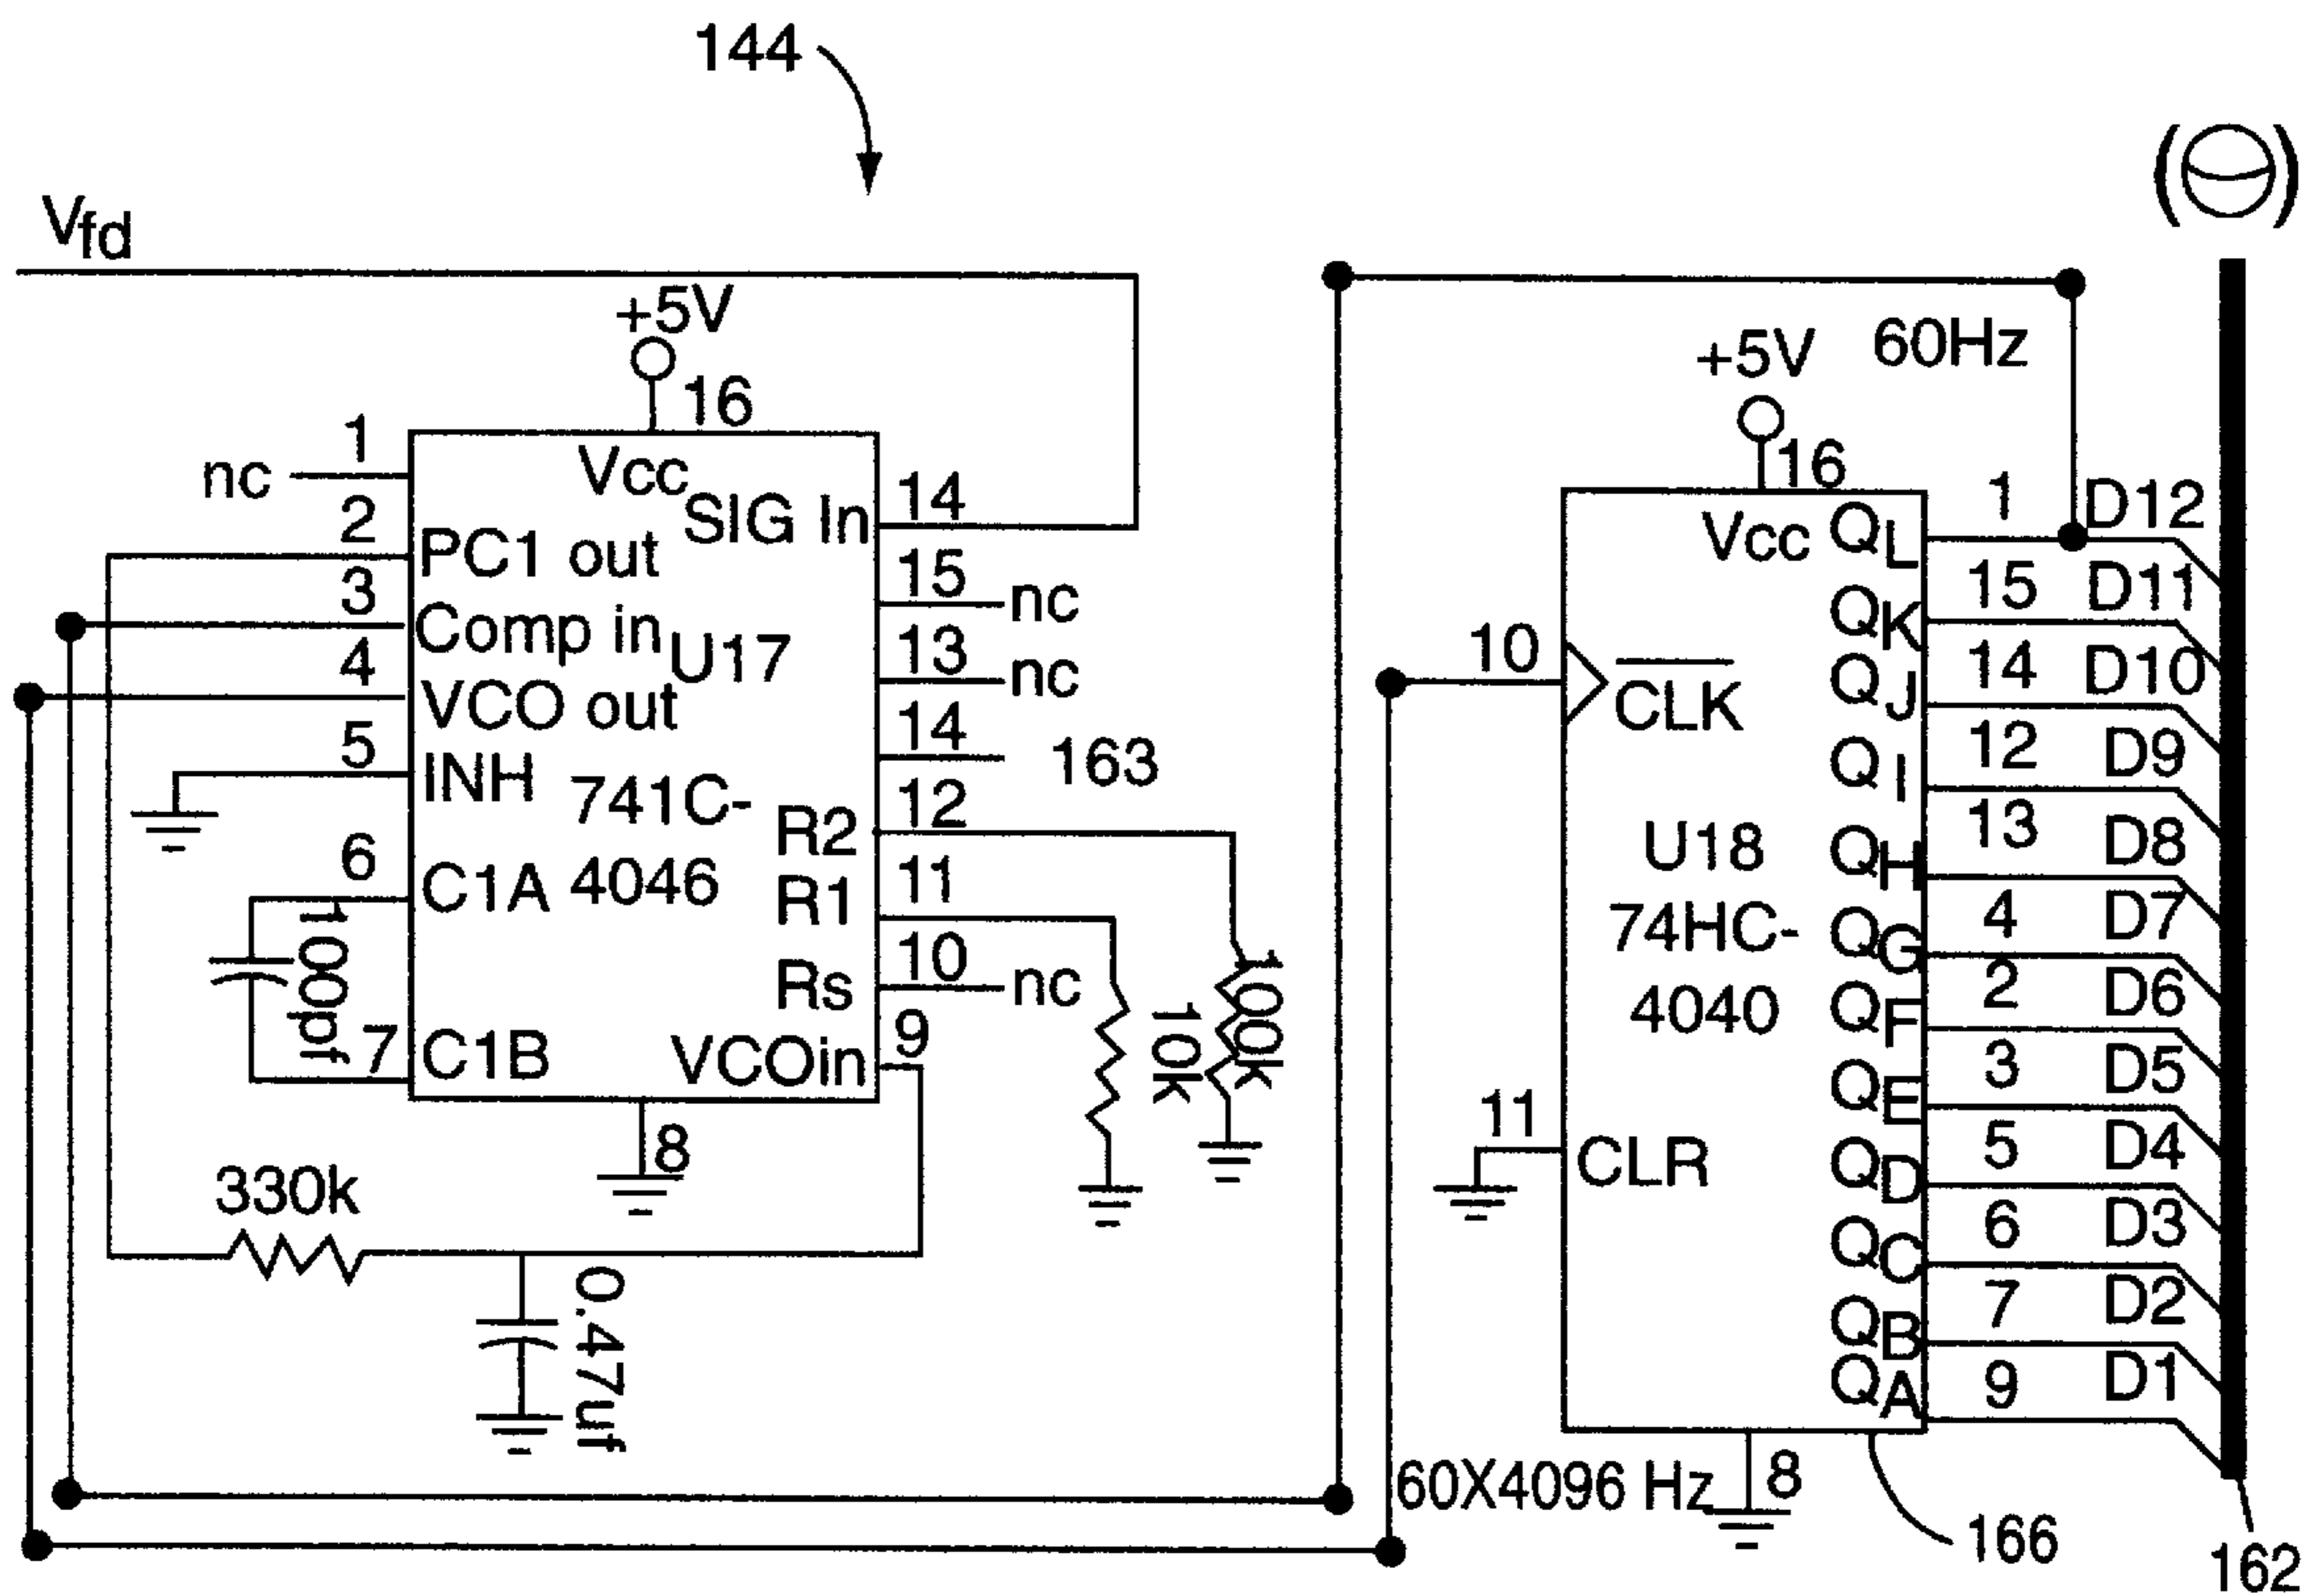 144
Vfd
+5V
16
1
nc
Vcc
2
PC1 out
SIG In
14
3
Comp in
15
nc
U17
13
nc
4
VCO out
14
163
5
INH
741C-
4046
12
R2
6
C1A
11
R1
100pf
10
Rs
nc
7
C1B
9
VCOin
10k
100k
8
330k
0.47uf
60Hz
+5V
16
Vcc
QL
1
D12
QK
15
D11
10
CLK
QJ
14
D10
QI
12
D9
U18
74HC-
4040
QH
13
D8
QG
4
D7
QF
2
D6
QE
3
D5
11
CLR
QD
5
D4
QC
6
D3
QB
7
D2
QA
9
D1
60X4096 Hz
8
166
162